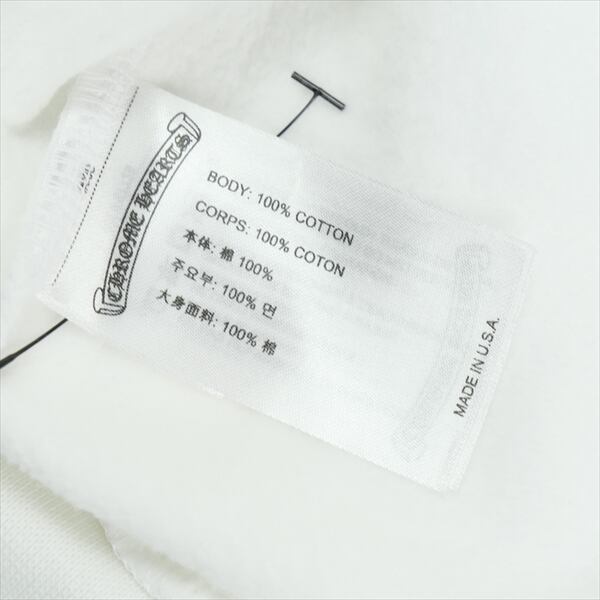 CHROME HEARTS
BODY: 100% COTTON
CORPS: 100% COTON
本体: 棉 100%
주요부: 100% 면
大身面料: 100% 棉
MADE IN U.S.A.